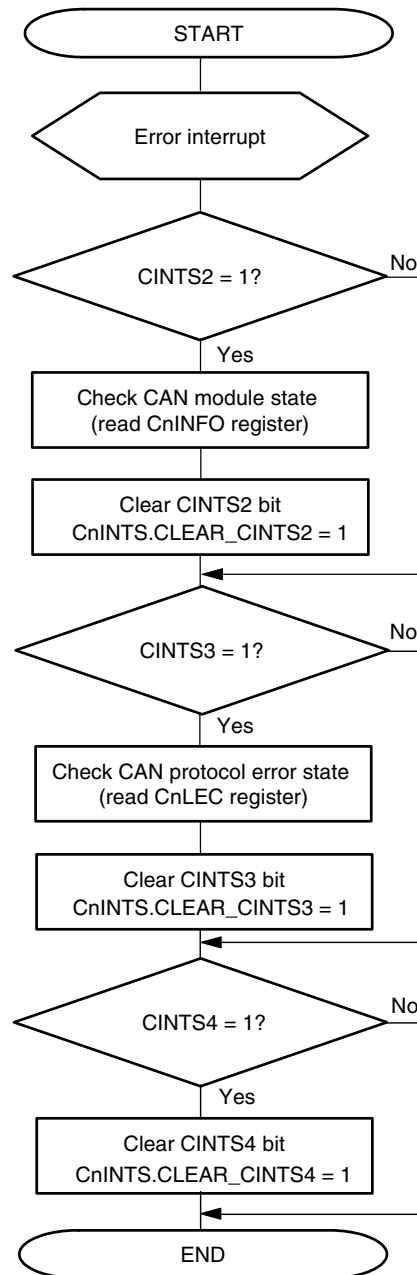 START
Error interrupt
CINTS2 = 1?
No
Yes
Check CAN module state
(read CnINFO register)
Clear CINTS2 bit
CnINTS.CLEAR_CINTS2 = 1
CINTS3 = 1?
No
Yes
Check CAN protocol error state
(read CnLEC register)
Clear CINTS3 bit
CnINTS.CLEAR_CINTS3 = 1
CINTS4 = 1?
No
Yes
Clear CINTS4 bit
CnINTS.CLEAR_CINTS4 = 1
END